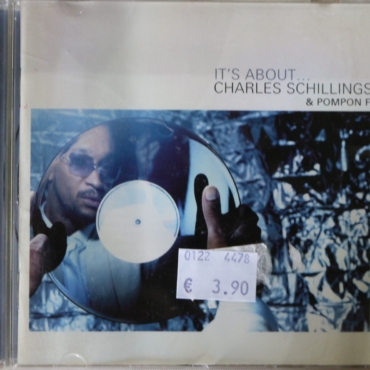 IT'S ABOUT...
CHARLES SCHILLINGS
& POMPON F
0122 4478
€ 3.90